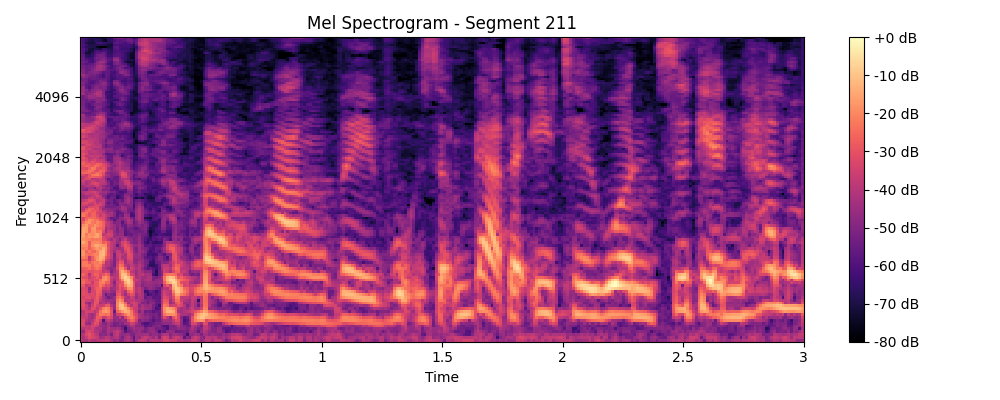 Mel Spectrogram - Segment 211
Frequency
4096
2048
1024
512
0
0
0.5
1
1.5
2
2.5
3
Time
+0 dB
-10 dB
-20 dB
-30 dB
-40 dB
-50 dB
-60 dB
-70 dB
-80 dB